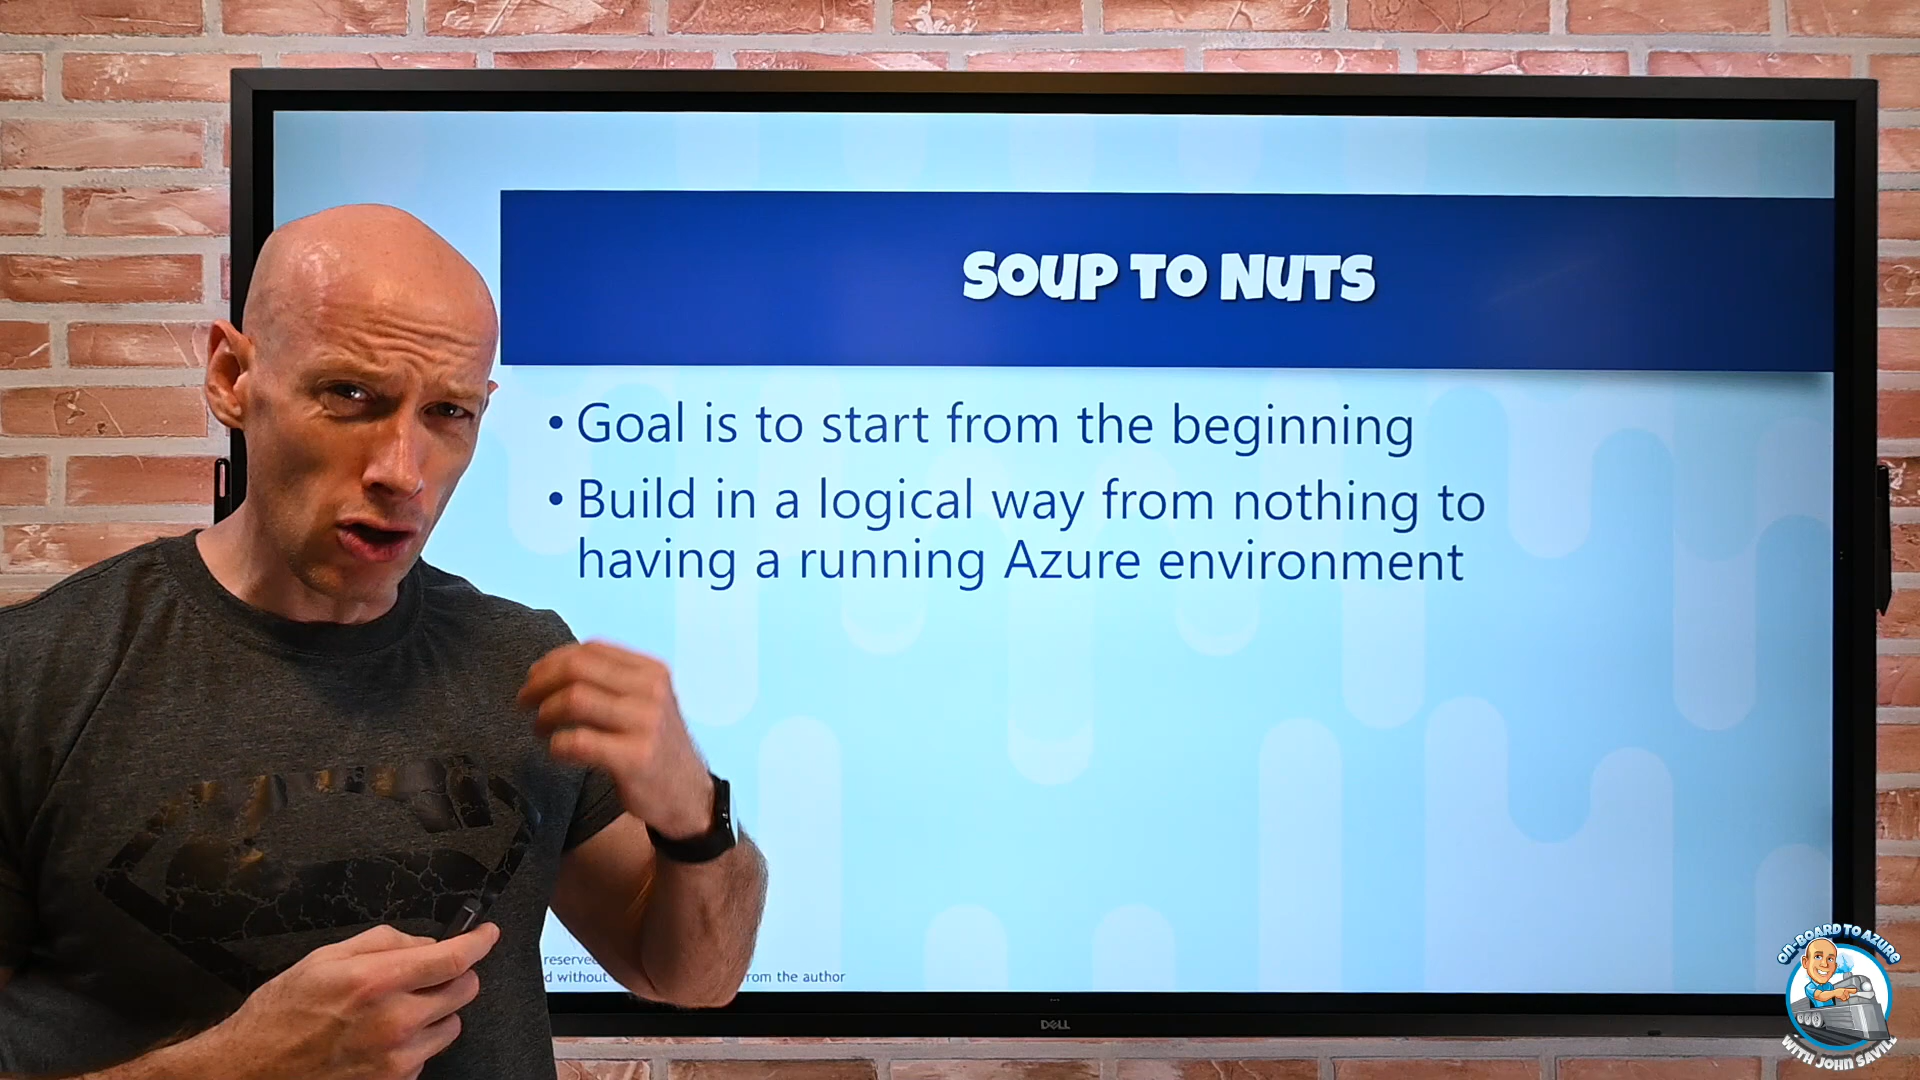 SOUP TO NUTS
• Goal is to start from the beginning
• Build in a logical way from nothing to
having a running Azure environment
reserved
d without
rom the author
DELL
ON-BOARD TO AZURE
WITH JOHN SAVILL